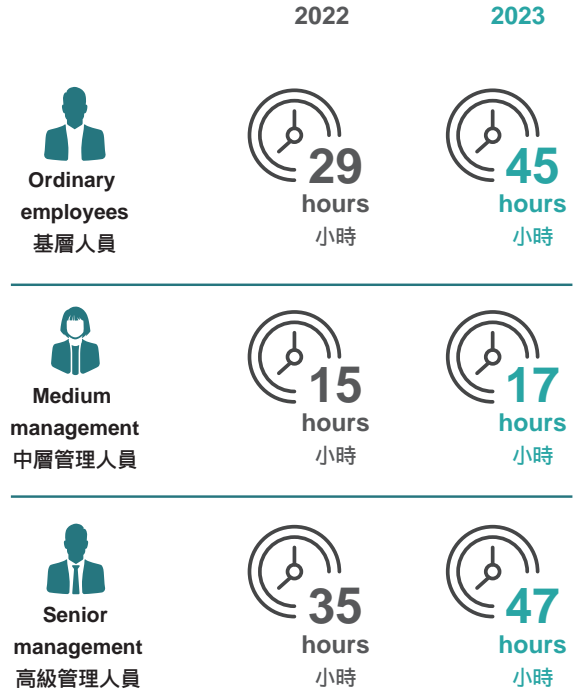 2022 2023
Ordinary
employees
基層人員
29
hours
小時
45
hours
小時
Medium
management
中層管理人員
15
hours
小時
17
hours
小時
Senior
management
高級管理人員
35
hours
小時
47
hours
小時